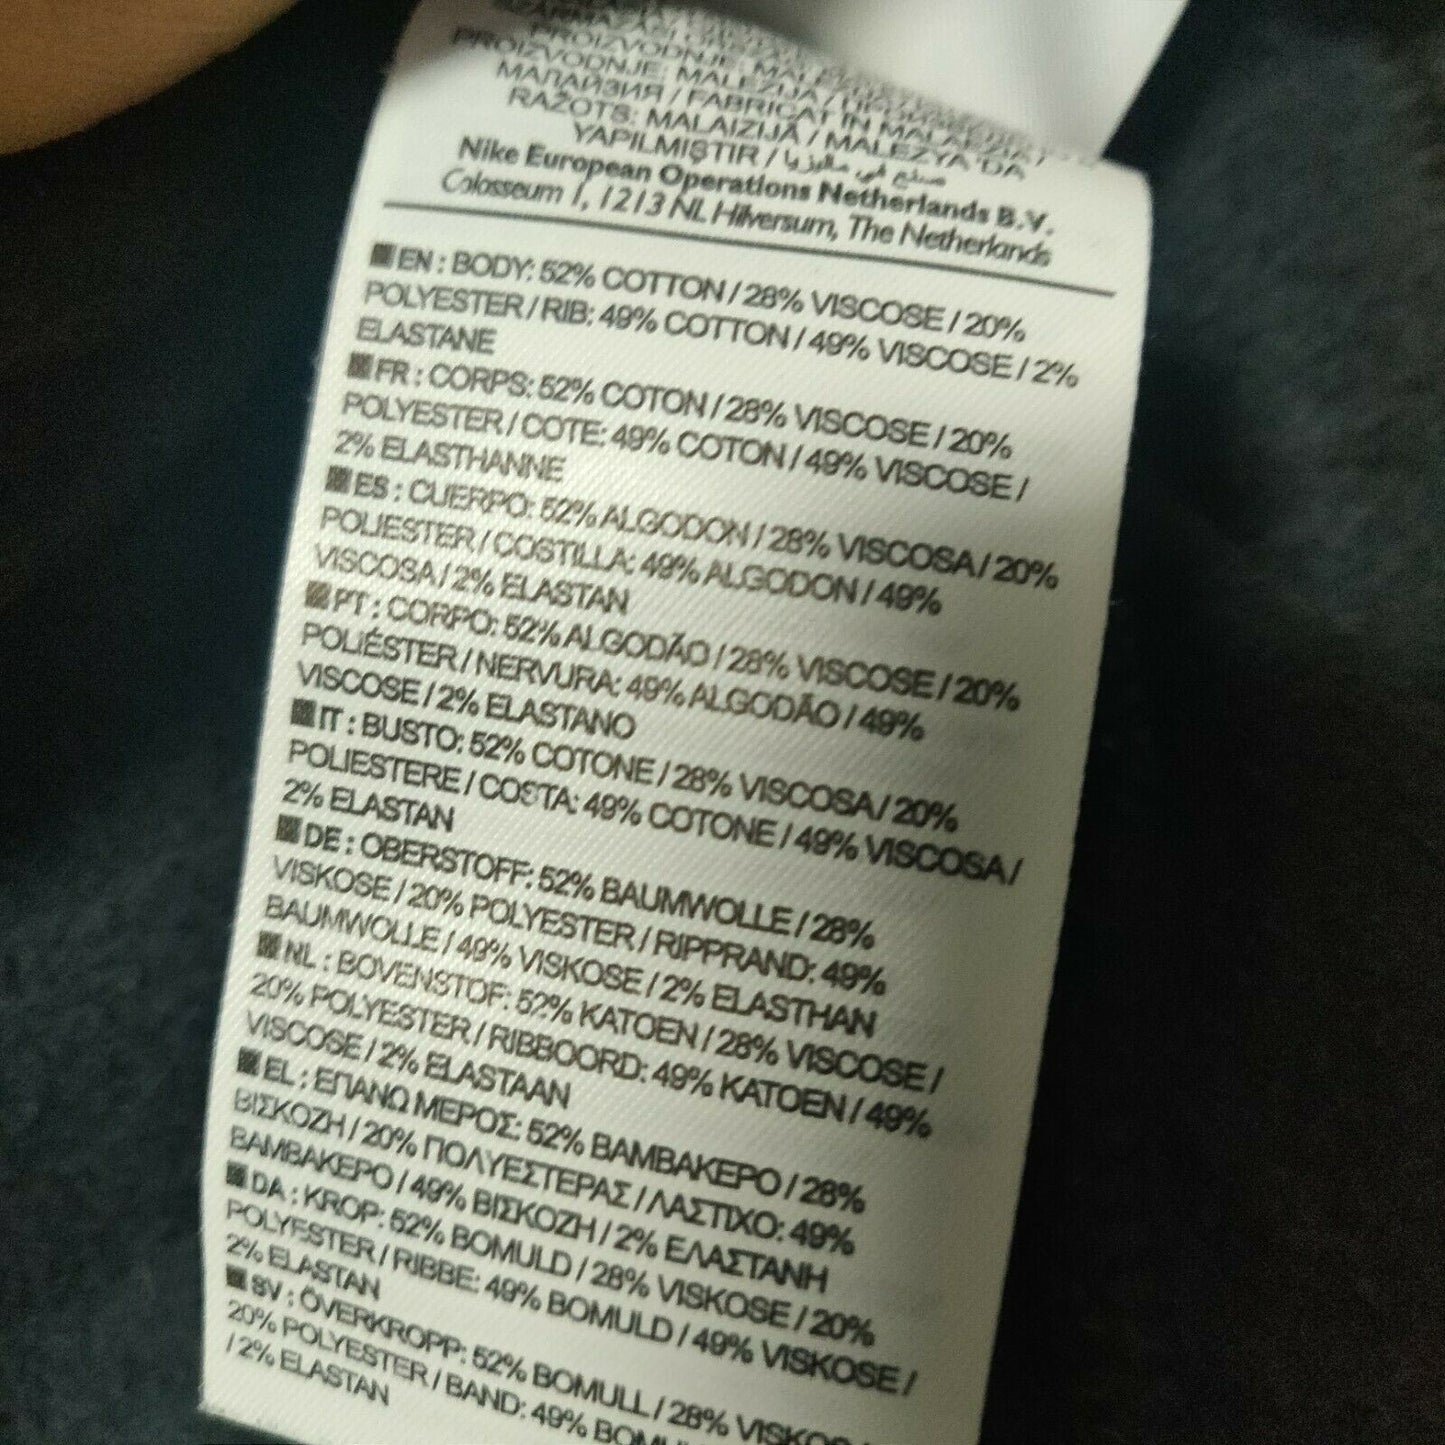 PROIZVODNJE: MALEZIJA /
МАЛАЙЗИЯ / FABRICAT IN MALAEZIA /
RAŽOTS: MALAIZIJA / MALEZYA'DA
YAPILMIŞTIR / صنع في ماليزيا
Nike European Operations Netherlands B.V.
Colosseum 1, 1213 NL Hilversum, The Netherlands
EN : BODY: 52% COTTON / 28% VISCOSE / 20%
POLYESTER / RIB: 49% COTTON / 49% VISCOSE / 2%
ELASTANE
FR : CORPS: 52% COTON / 28% VISCOSE / 20%
POLYESTER / COTE: 49% COTON / 49% VISCOSE /
2% ELASTHANNE
ES : CUERPO: 52% ALGODON / 28% VISCOSA / 20%
POLIESTER / COSTILLA: 49% ALGODON / 49%
VISCOSA / 2% ELASTAN
PT : CORPO: 52% ALGODÃO / 28% VISCOSE / 20%
POLIÉSTER / NERVURA: 49% ALGODÃO / 49%
VISCOSE / 2% ELASTANO
IT : BUSTO: 52% COTONE / 28% VISCOSA / 20%
POLIESTERE / COSTA: 49% COTONE / 49% VISCOSA /
2% ELASTAN
DE : OBERSTOFF: 52% BAUMWOLLE / 28%
VISKOSE / 20% POLYESTER / RIPPRAND: 49%
BAUMWOLLE / 49% VISKOSE / 2% ELASTHAN
NL : BOVENSTOF: 52% KATOEN / 28% VISCOSE /
20% POLYESTER / RIBBOORD: 49% KATOEN / 49%
VISCOSE / 2% ELASTAAN
EL : ΕΠΑΝΩ ΜΕΡΟΣ: 52% ΒΑΜΒΑΚΕΡΟ / 28%
ΒΙΣΚΟΖΗ / 20% ΠΟΛΥΕΣΤΕΡΑΣ / ΛΑΣΤΙΧΟ: 49%
ΒΑΜΒΑΚΕΡΟ / 49% ΒΙΣΚΟΖΗ / 2% ΕΛΑΣΤΑΝΗ
DA : KROP: 52% BOMULD / 28% VISKOSE / 20%
POLYESTER / RIBBE: 49% BOMULD / 49% VISKOSE /
2% ELASTAN
SV : ÖVERKROPP: 52% BOMULL / 28% VISKOS
20% POLYESTER / BAND: 49%
/ 2% ELASTAN